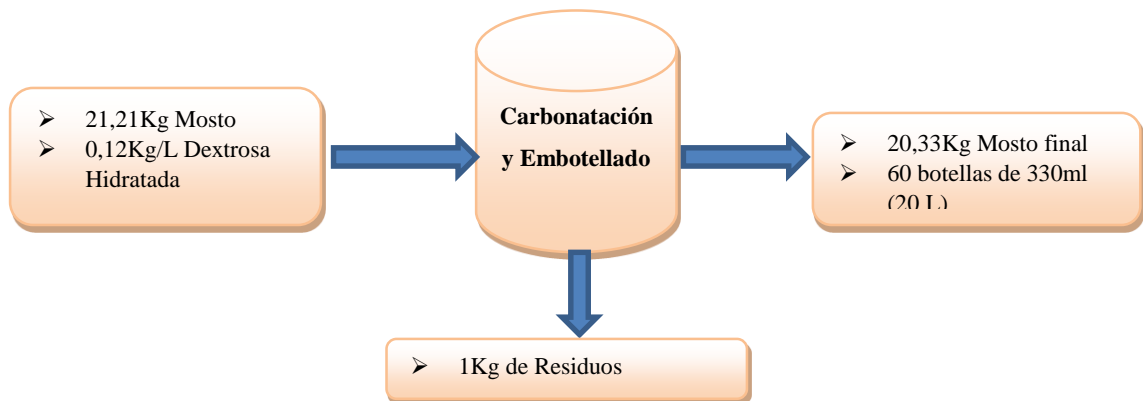 ➢ 21,21Kg Mosto
➢ 0,12Kg/L Dextrosa
Hidratada
Carbonatación
y Embotellado
➢ 20,33Kg Mosto final
➢ 60 botellas de 330ml
(20 L)
➢ 1Kg de Residuos